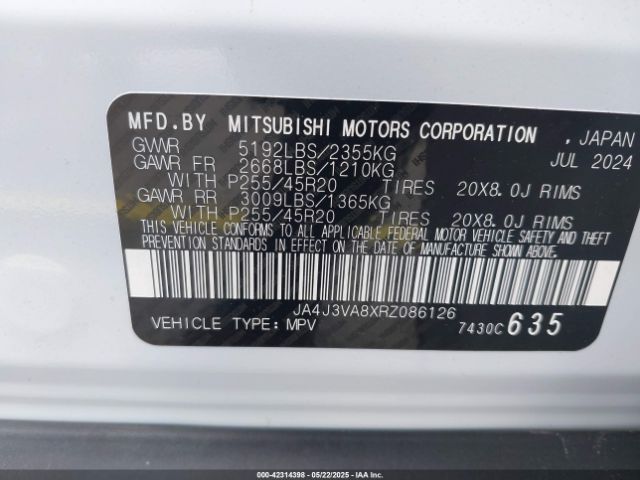 MFD.BY MITSUBISHI MOTORS CORPORATION , JAPAN
GVWR 5192LBS/2355KG JUL 2024
GAWR FR 2668LBS/1210KG
WITH P255/45R20 TIRES 20X8.0J RIMS
GAWR RR 3009LBS/1365KG
WITH P255/45R20 TIRES 20X8.0J RIMS
THIS VEHICLE CONFORMS TO ALL APPLICABLE FEDERAL MOTOR VEHICLE SAFETY AND THEFT
PREVENTION STANDARDS IN EFFECT ON THE DATE OF MANUFACTURE SHOWN ABOVE.
JA4J3VA8XRZ086126
VEHICLE TYPE: MPV 7430C 635
000-42314398 - 05/22/2025 - IAA Inc.